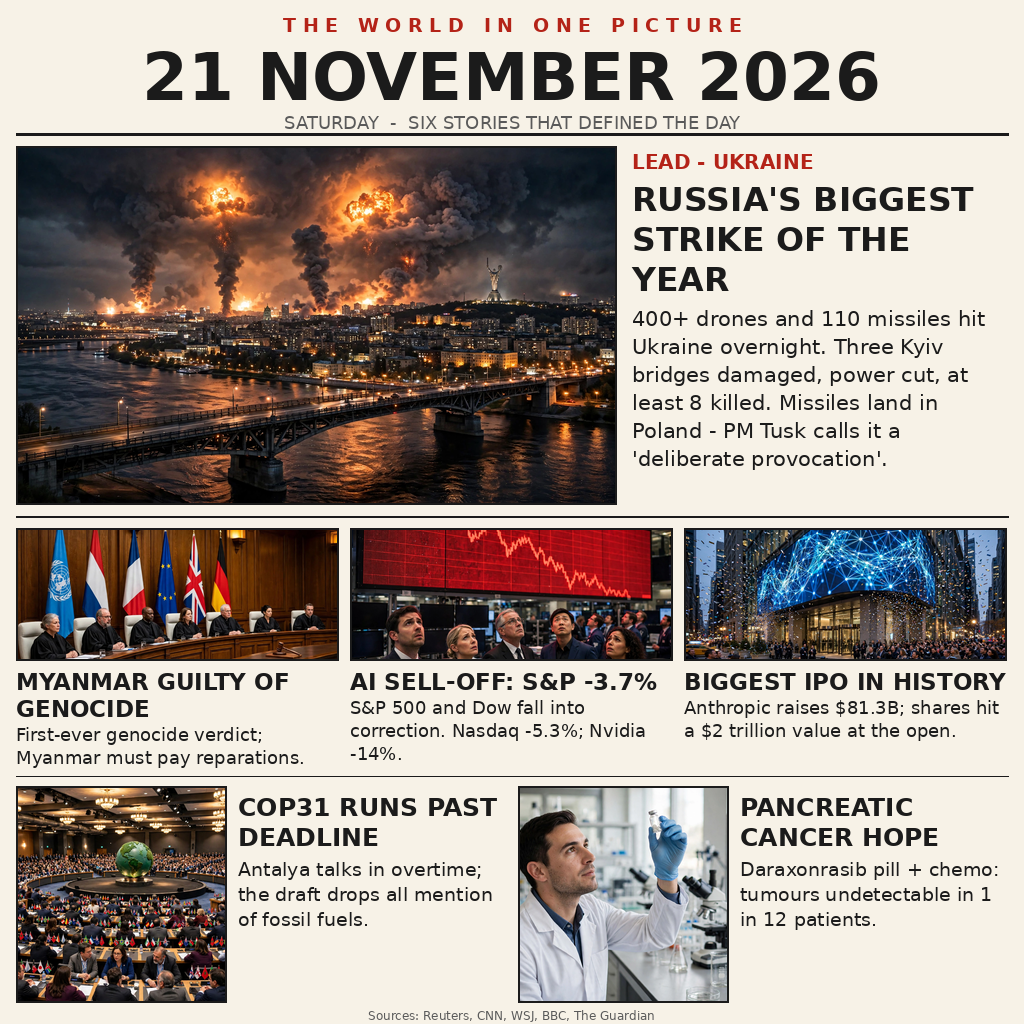 THE WORLD IN ONE PICTURE
21 NOVEMBER 2026
SATURDAY - SIX STORIES THAT DEFINED THE DAY
LEAD - UKRAINE
RUSSIA'S BIGGEST
STRIKE OF THE
YEAR
400+ drones and 110 missiles hit
Ukraine overnight. Three Kyiv
bridges damaged, power cut, at
least 8 killed. Missiles land in
Poland - PM Tusk calls it a
'deliberate provocation'.
MYANMAR GUILTY OF
GENOCIDE
First-ever genocide verdict;
Myanmar must pay reparations.
AI SELL-OFF: S&P -3.7%
S&P 500 and Dow fall into
correction. Nasdaq -5.3%; Nvidia
-14%.
BIGGEST IPO IN HISTORY
Anthropic raises $81.3B; shares hit
a $2 trillion value at the open.
COP31 RUNS PAST
DEADLINE
Antalya talks in overtime;
the draft drops all mention
of fossil fuels.
PANCREATIC
CANCER HOPE
Daraxonrasib pill + chemo:
tumours undetectable in 1
in 12 patients.
Sources: Reuters, CNN, WSJ, BBC, The Guardian